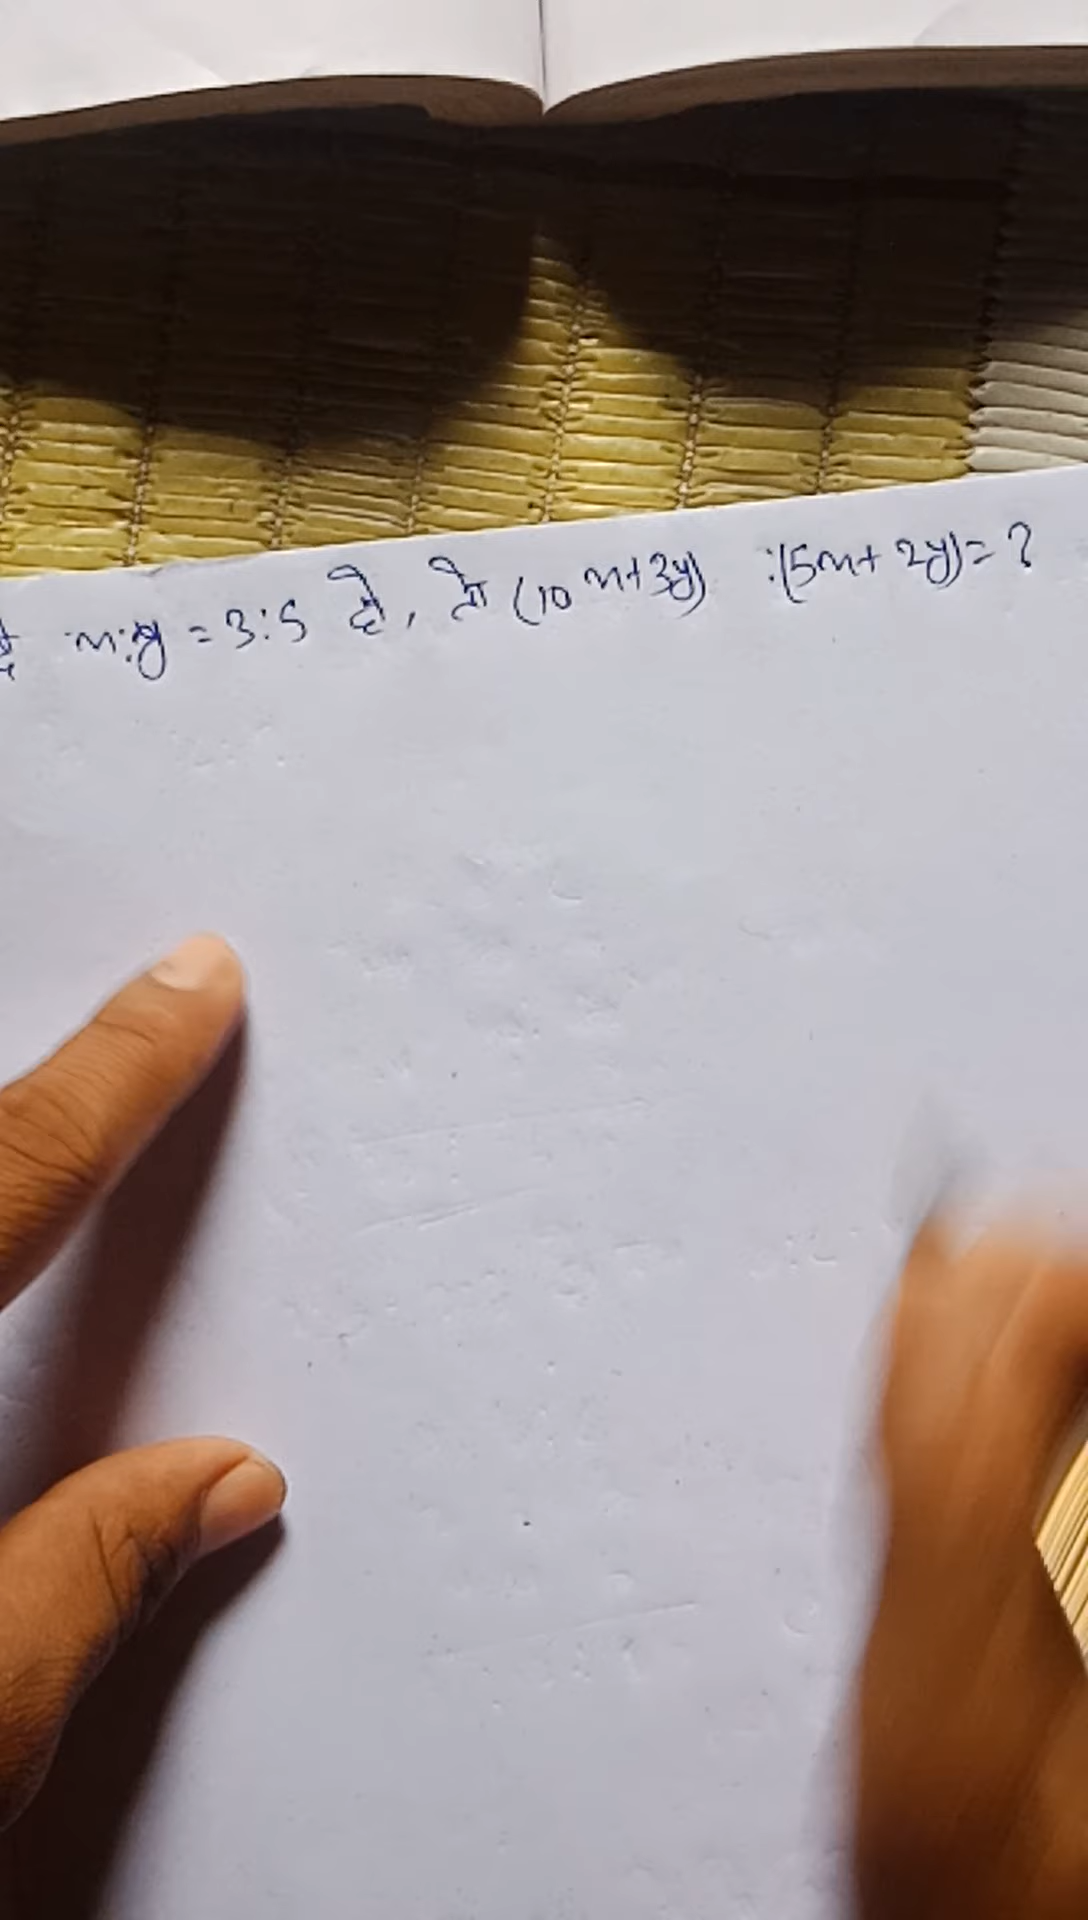 x:y = 3:5 है, तो (10x+3y) :(5x+2y)= ?